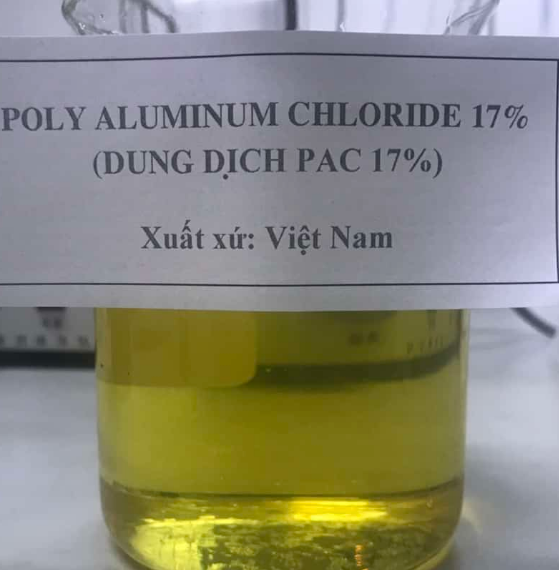 POLY ALUMINUM CHLORIDE 17%
(DUNG DỊCH PAC 17%)
Xuất xứ: Việt Nam